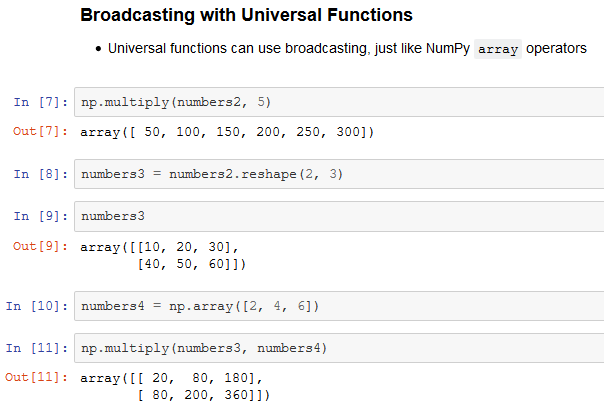 Broadcasting with Universal Functions
• Universal functions can use broadcasting, just like NumPy array operators
In [7]: np.multiply(numbers2, 5)
Out[7]: array([ 50, 100, 150, 200, 250, 300])
In [8]: numbers3 = numbers2.reshape(2, 3)
In [9]: numbers3
Out[9]: array([[10, 20, 30],
       [40, 50, 60]])
In [10]: numbers4 = np.array([2, 4, 6])
In [11]: np.multiply(numbers3, numbers4)
Out[11]: array([[ 20,  80, 180],
       [ 80, 200, 360]])